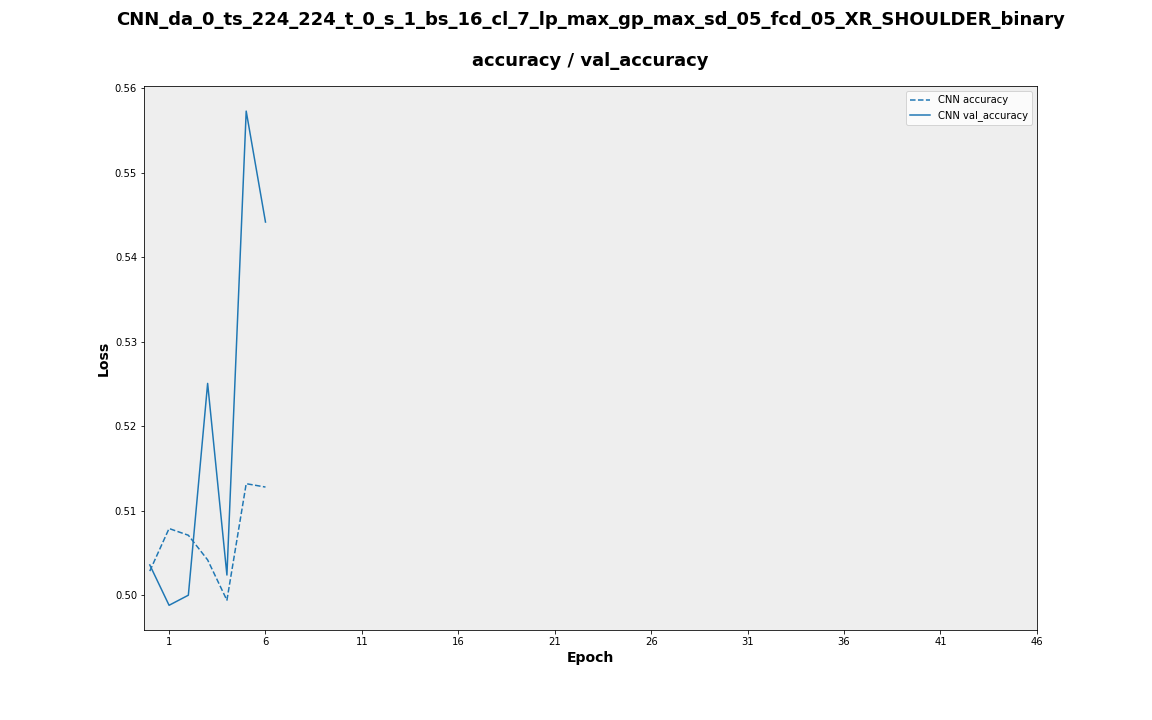 CNN_da_0_ts_224_224_t_0_s_1_bs_16_cl_7_lp_max_gp_max_sd_05_fcd_05_XR_SHOULDER_binary
accuracy / val_accuracy
CNN accuracy
CNN val_accuracy
0.56
0.55
0.54
0.53
0.52
0.51
0.50
Loss
1 6 11 16 21 26 31 36 41 46
Epoch